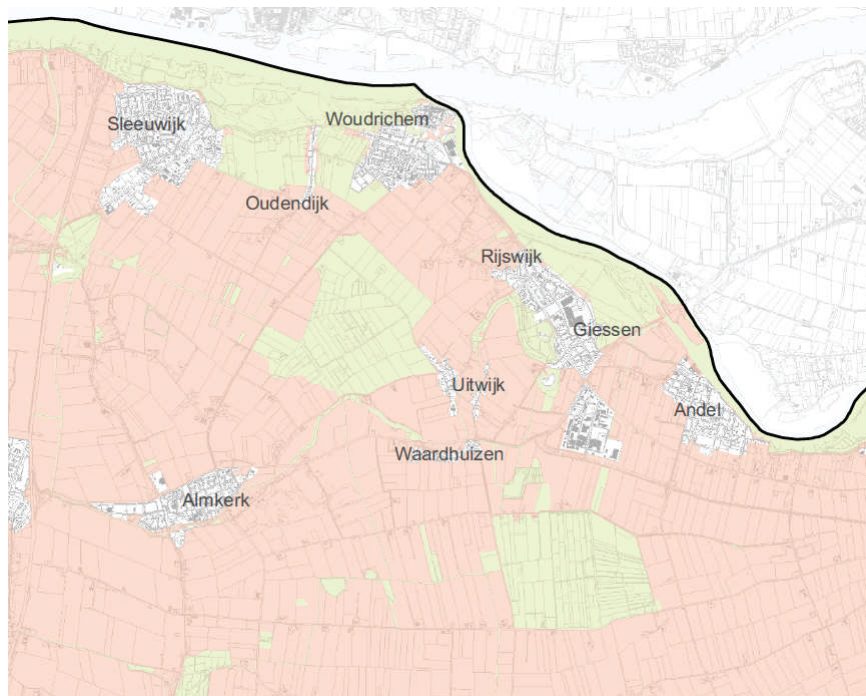 Sleeuwijk
Woudrichem
Oudendijk
Rijswijk
Giessen
Uitwijk
Andel
Waardhuizen
Almkerk